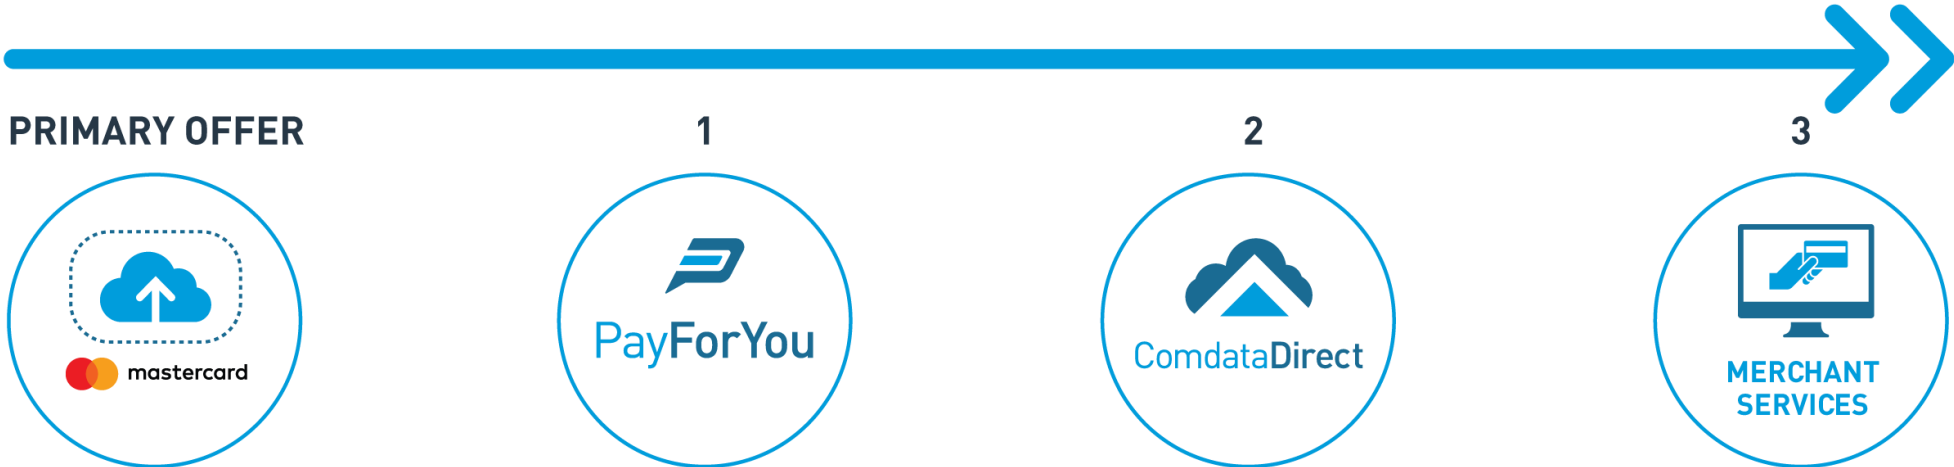 PRIMARY OFFER
1
2
3
mastercard
PayForYou
ComdataDirect
MERCHANT
SERVICES